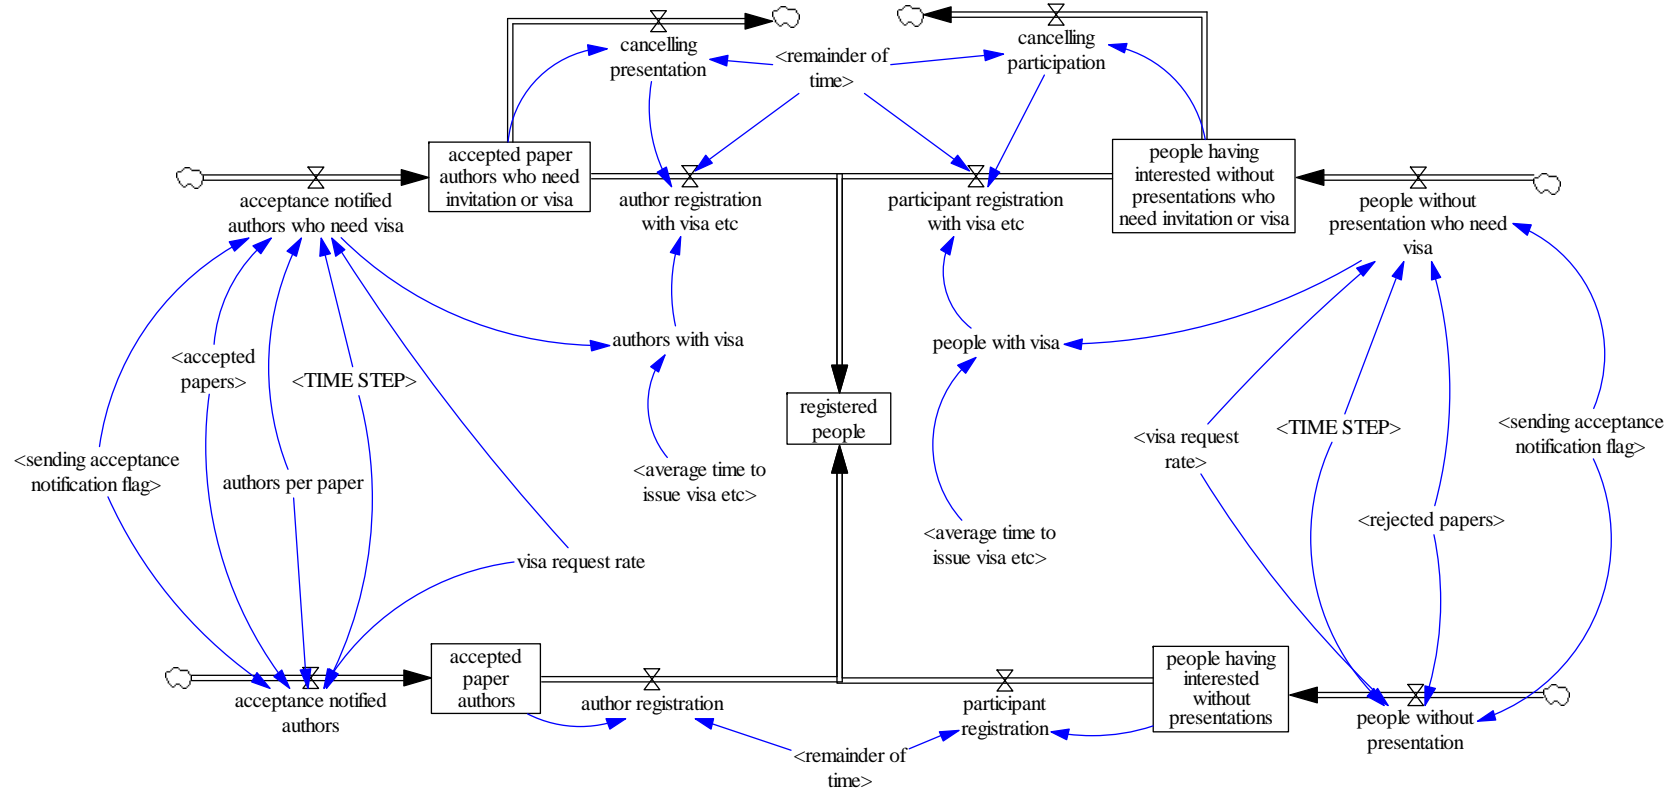 cancelling
presentation
<remainder of
time>
cancelling
participation
accepted paper
authors who need
invitation or visa
people having
interested without
presentations who
need invitation or visa
acceptance notified
authors who need visa
author registration
with visa etc
participant registration
with visa etc
people without
presentation who need
visa
authors with visa
people with visa
<accepted
papers>
<TIME STEP>
registered
people
<sending acceptance
notification flag>
authors per paper
<average time to
issue visa etc>
<average time to
issue visa etc>
<visa request
rate>
<TIME STEP>
<sending acceptance
notification flag>
<rejected papers>
visa request rate
accepted
paper
authors
people having
interested
without
presentations
acceptance notified
authors
author registration
participant
registration
people without
presentation
<remainder of
time>